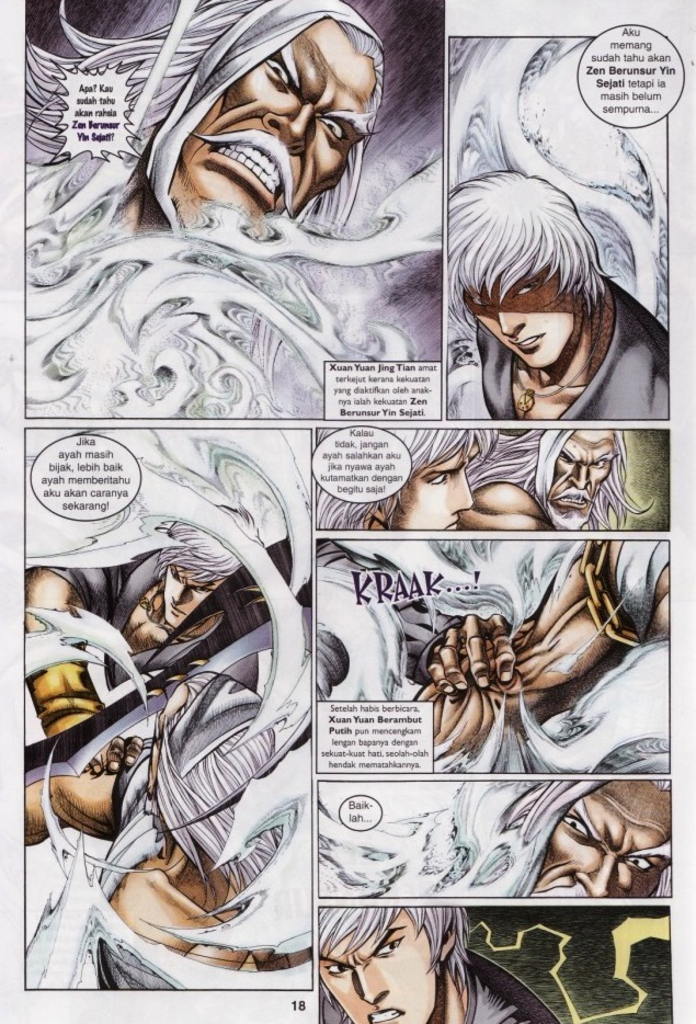 Apa? Kau
sudah tahu
akan rahsia
Zen Berunsur
Yin Sejati?
Aku
memang
sudah tahu akan
Zen Berunsur Yin
Sejati tetapi ia
masih belum
sempurna...
Xuan Yuan Jing Tian amat
terkejut kerana kekuatan
yang diaktifkan oleh anak-
nya ialah kekuatan Zen
Berunsur Yin Sejati.
Jika
ayah masih
bijak, lebih baik
ayah memberitahu
aku akan caranya
sekarang!
Kalau
tidak, jangan
ayah salahkan aku
jika nyawa ayah
kutamatkan dengan
begitu saja!
KRAAK...!
Setelah habis berbicara,
Xuan Yuan Berambut
Putih pun mencengkam
lengan bapanya dengan
sekuat-kuat hati, seolah-olah
hendak mematahkannya.
Baik-
lah...
18